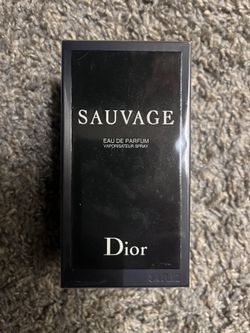 SAUVAGE
EAU DE PARFUM
VAPORISATEUR SPRAY
Dior